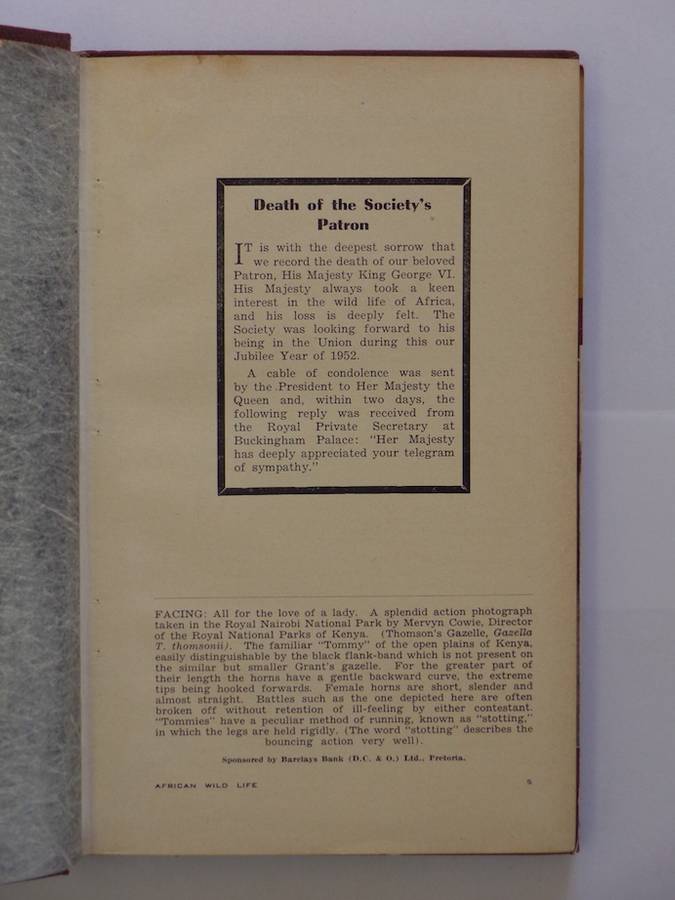 Death of the Society's
Patron
IT is with the deepest sorrow that
we record the death of our beloved
Patron, His Majesty King George VI.
His Majesty always took a keen
interest in the wild life of Africa,
and his loss is deeply felt. The
Society was looking forward to his
being in the Union during this our
Jubilee Year of 1952.
A cable of condolence was sent
by the President to Her Majesty the
Queen and, within two days, the
following reply was received from
the Royal Private Secretary at
Buckingham Palace: "Her Majesty
has deeply appreciated your telegram
of sympathy."
FACING: All for the love of a lady. A splendid action photograph
taken in the Royal Nairobi National Park by Mervyn Cowie, Director
of the Royal National Parks of Kenya. (Thomson's Gazelle, Gazella
T. thomsonii). The familiar "Tommy" of the open plains of Kenya,
easily distinguishable by the black flank-band which is not present on
the similar but smaller Grant's gazelle. For the greater part of
their length the horns have a gentle backward curve, the extreme
tips being hooked forwards. Female horns are short, slender and
almost straight. Battles such as the one depicted here are often
broken off without retention of ill-feeling by either contestant.
"Tommies" have a peculiar method of running, known as "stotting,"
in which the legs are held rigidly. (The word "stotting" describes the
bouncing action very well).
Sponsored by Barclays Bank (D.C. & O.) Ltd., Pretoria.
AFRICAN WILD LIFE 5